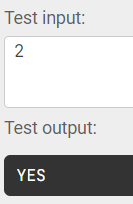 Test input:
2
Test output:
YES